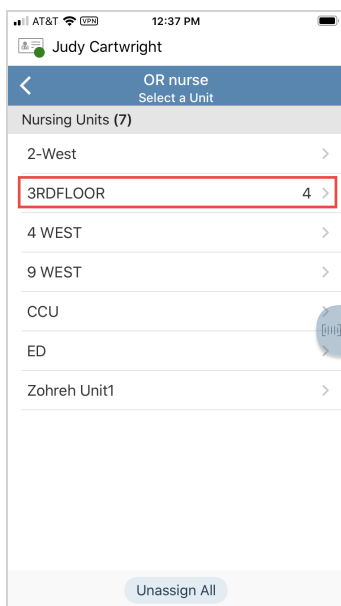 AT&T VPN 12:37 PM
Judy Cartwright
OR nurse
Select a Unit
Nursing Units (7)
2-West
3RDFLOOR 4
4 WEST
9 WEST
CCU
ED
Zohreh Unit1
Unassign All